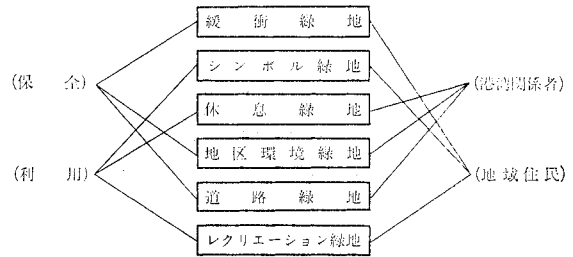 緩衝緑地
シンボル緑地
(保全)
(港湾関係者)
休息緑地
地区環境緑地
(利用)
(地域住民)
道路緑地
レクリエーション緑地